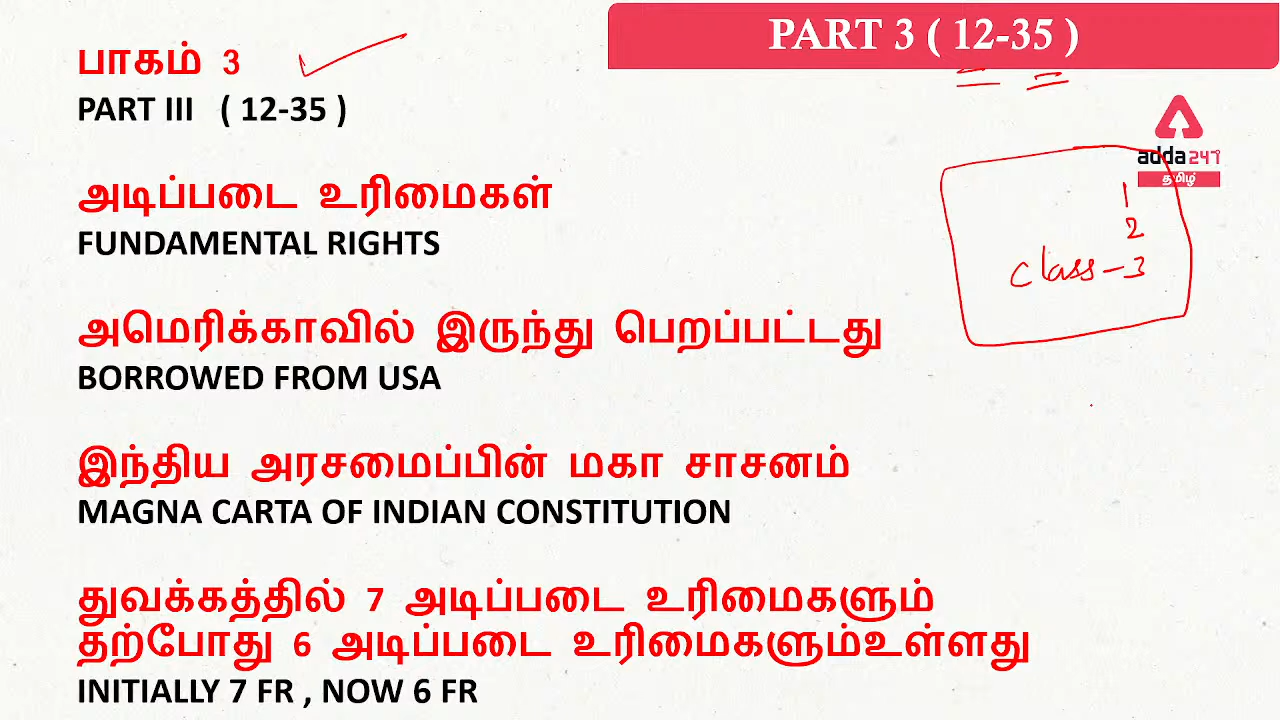 PART 3 ( 12-35 )
பாகம் 3
PART III ( 12-35 )
adda247
தமிழ்
1
2
class-3
அடிப்படை உரிமைகள்
FUNDAMENTAL RIGHTS
அமெரிக்காவில் இருந்து பெறப்பட்டது
BORROWED FROM USA
இந்திய அரசமைப்பின் மகா சாசனம்
MAGNA CARTA OF INDIAN CONSTITUTION
துவக்கத்தில் 7 அடிப்படை உரிமைகளும்
தற்போது 6 அடிப்படை உரிமைகளும்உள்ளது
INITIALLY 7 FR , NOW 6 FR